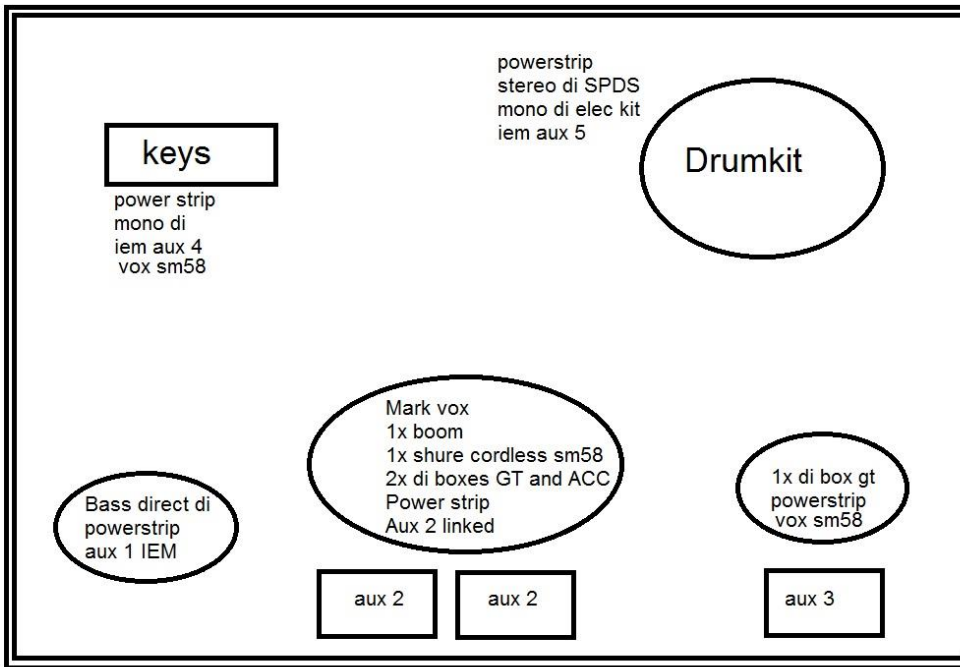 powerstrip
stereo di SPDS
mono di elec kit
iem aux 5
Drumkit
keys
power strip
mono di
iem aux 4
vox sm58
Mark vox
1x boom
1x shure cordless sm58
2x di boxes GT and ACC
Power strip
Aux 2 linked
Bass direct di
powerstrip
aux 1 IEM
1x di box gt
powerstrip
vox sm58
aux 2
aux 2
aux 3